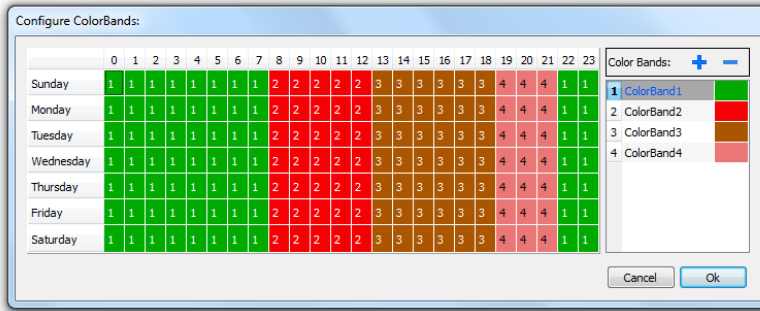 Configure ColorBands:
0 1 2 3 4 5 6 7 8 9 10 11 12 13 14 15 16 17 18 19 20 21 22 23
Sunday 1 1 1 1 1 1 1 1 2 2 2 2 2 3 3 3 3 3 3 4 4 4 1 1
Monday 1 1 1 1 1 1 1 1 2 2 2 2 2 3 3 3 3 3 3 4 4 4 1 1
Tuesday 1 1 1 1 1 1 1 1 2 2 2 2 2 3 3 3 3 3 3 4 4 4 1 1
Wednesday 1 1 1 1 1 1 1 1 2 2 2 2 2 3 3 3 3 3 3 4 4 4 1 1
Thursday 1 1 1 1 1 1 1 1 2 2 2 2 2 3 3 3 3 3 3 4 4 4 1 1
Friday 1 1 1 1 1 1 1 1 2 2 2 2 2 3 3 3 3 3 3 4 4 4 1 1
Saturday 1 1 1 1 1 1 1 1 2 2 2 2 2 3 3 3 3 3 3 4 4 4 1 1
Color Bands: + −
1 ColorBand1
2 ColorBand2
3 ColorBand3
4 ColorBand4
Cancel Ok